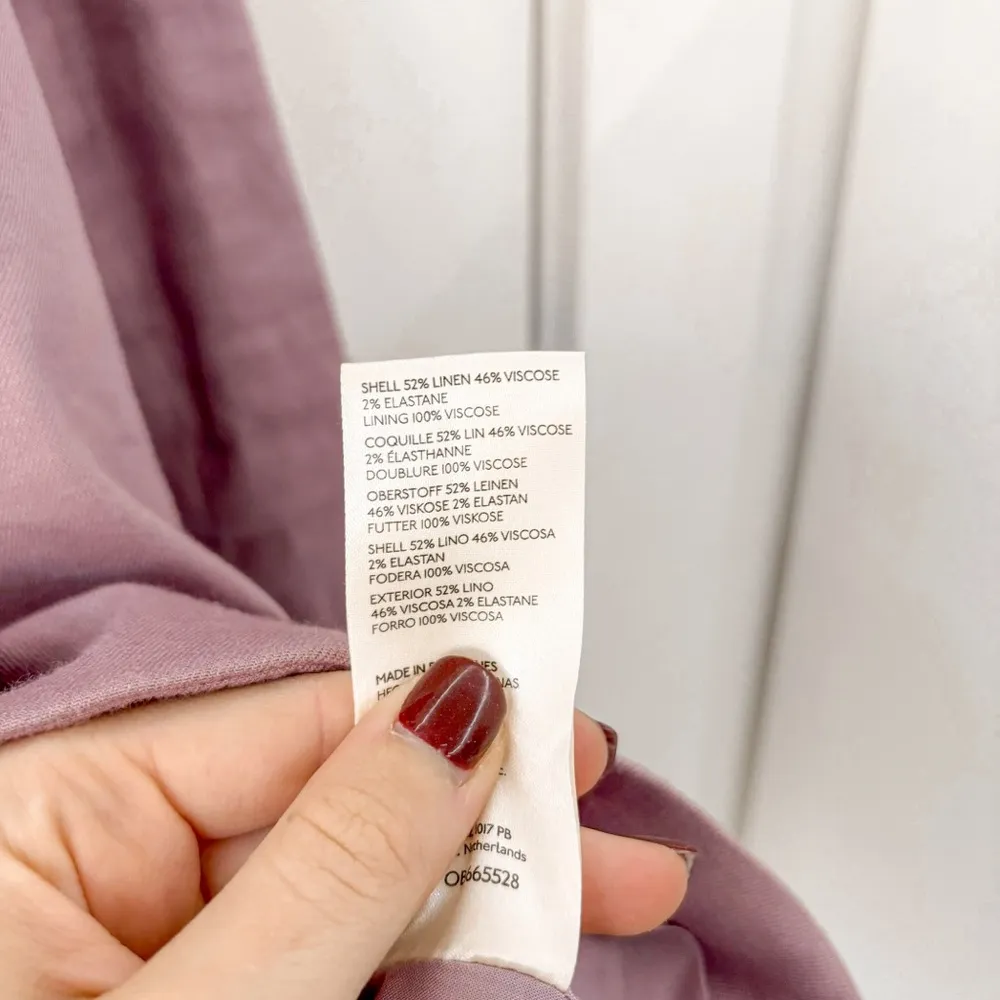 SHELL 52% LINEN 46% VISCOSE
2% ELASTANE
LINING 100% VISCOSE
COQUILLE 52% LIN 46% VISCOSE
2% ÉLASTHANNE
DOUBLURE 100% VISCOSE
OBERSTOFF 52% LEINEN
46% VISKOSE 2% ELASTAN
FUTTER 100% VISKOSE
SHELL 52% LINO 46% VISCOSA
2% ELASTAN
FODERA 100% VISCOSA
EXTERIOR 52% LINO
46% VISCOSA 2% ELASTANE
FORRO 100% VISCOSA
MADE IN
1017 PB
Netherlands
OB665528